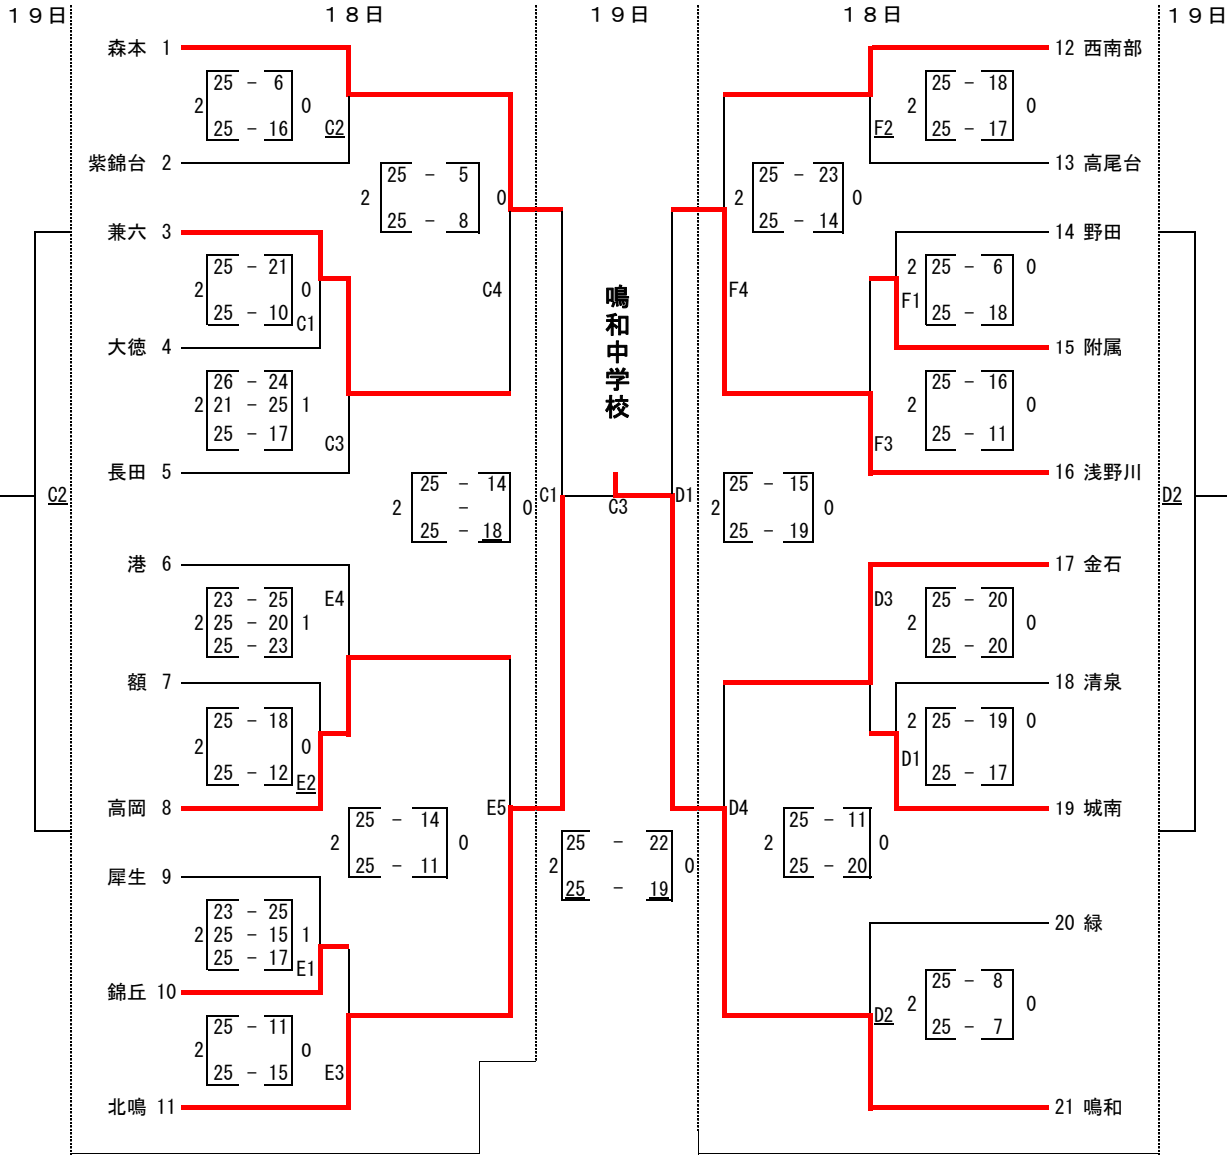 １９日
１８日
１９日
１８日
１９日
森本 1
25 - 6
2 0
25 - 16
C2
紫錦台 2
25 - 5
2 0
25 - 8
兼六 3
25 - 21
2 0
25 - 10
C1
C4
大徳 4
26 - 24
2 21 - 25 1
25 - 17
C3
長田 5
C2
25 - 14
2 - 0
25 - 18
C1
港 6
23 - 25
2 25 - 20 1
25 - 23
E4
額 7
25 - 18
2 0
25 - 12
E2
高岡 8
E5
25 - 14
2 0
25 - 11
犀生 9
23 - 25
2 25 - 15 1
25 - 17
E1
錦丘 10
25 - 11
2 0
25 - 15
E3
北鳴 11
鳴和中学校
C3
25 - 22
2 0
25 - 19
12 西南部
25 - 18
2 0
25 - 17
F2
13 高尾台
25 - 23
2 0
25 - 14
14 野田
2 25 - 6 0
F1
25 - 18
F4
15 附属
25 - 16
2 0
25 - 11
F3
16 浅野川
D1
25 - 15
2 0
25 - 19
D2
17 金石
D3
25 - 20
2 0
25 - 20
18 清泉
2 25 - 19 0
D1
25 - 17
19 城南
D4
25 - 11
2 0
25 - 20
20 緑
25 - 8
D2 2 0
25 - 7
21 鳴和